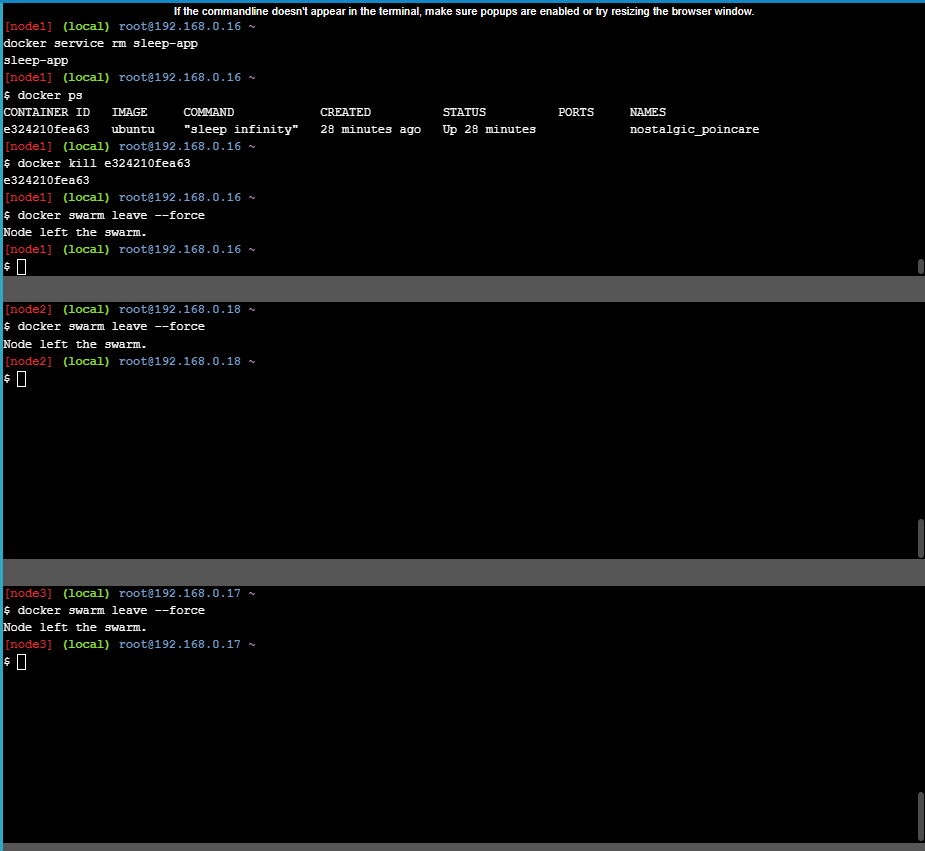 If the commandline doesn't appear in the terminal, make sure popups are enabled or try resizing the browser window.
[node1] (local) root@192.168.0.16 ~
docker service rm sleep-app
sleep-app
[node1] (local) root@192.168.0.16 ~
$ docker ps
CONTAINER ID   IMAGE     COMMAND            CREATED          STATUS          PORTS     NAMES
e324210fea63   ubuntu    "sleep infinity"   28 minutes ago   Up 28 minutes             nostalgic_poincare
[node1] (local) root@192.168.0.16 ~
$ docker kill e324210fea63
e324210fea63
[node1] (local) root@192.168.0.16 ~
$ docker swarm leave --force
Node left the swarm.
[node1] (local) root@192.168.0.16 ~
$
[node2] (local) root@192.168.0.18 ~
$ docker swarm leave --force
Node left the swarm.
[node2] (local) root@192.168.0.18 ~
$
[node3] (local) root@192.168.0.17 ~
$ docker swarm leave --force
Node left the swarm.
[node3] (local) root@192.168.0.17 ~
$